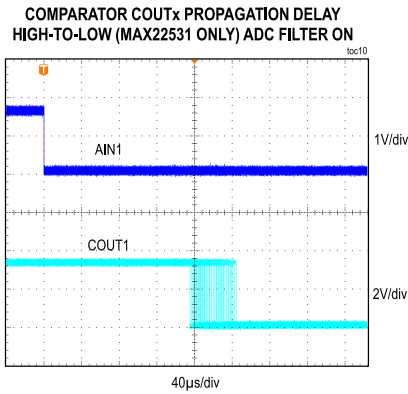 COMPARATOR COUTx PROPAGATION DELAY
HIGH-TO-LOW (MAX22531 ONLY) ADC FILTER ON
toc10
T
1V/div
AIN1
COUT1
2V/div
40µs/div